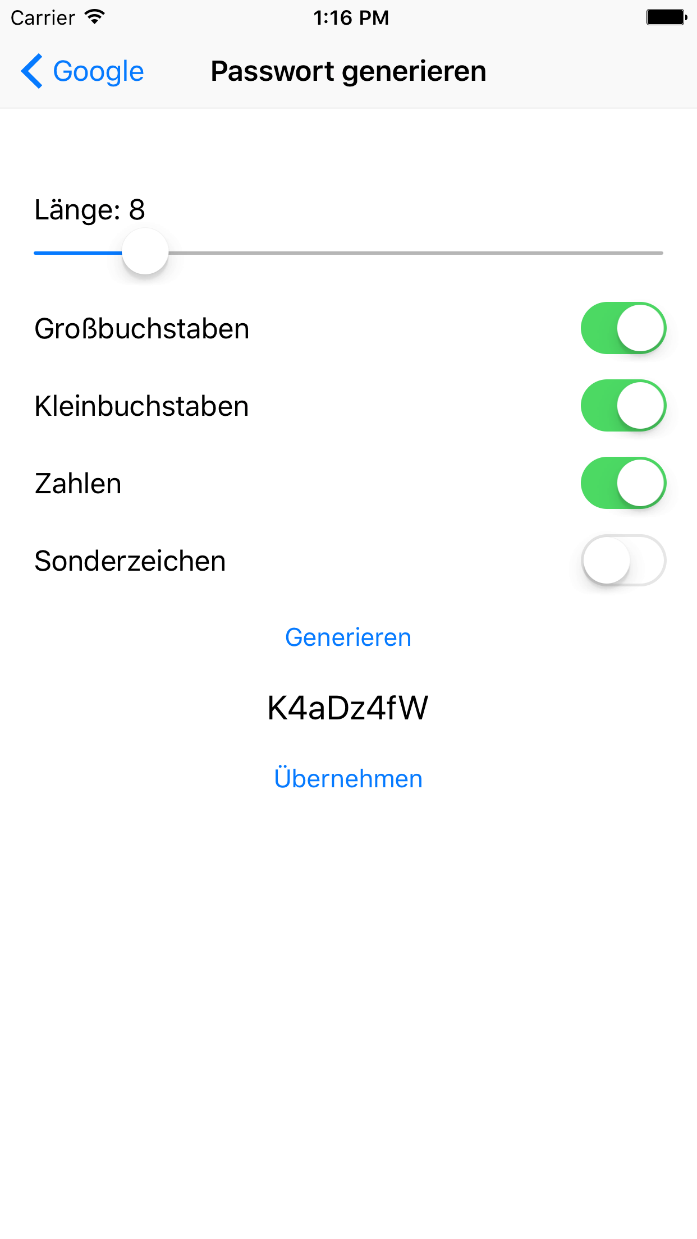 Carrier 1:16 PM
Google Passwort generieren
Länge: 8
Großbuchstaben
Kleinbuchstaben
Zahlen
Sonderzeichen
Generieren
K4aDz4fW
Übernehmen